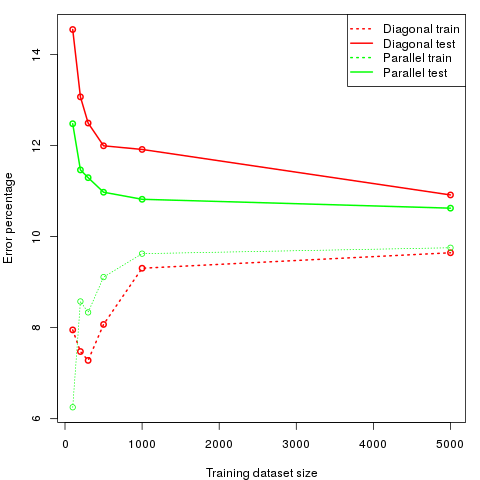 Diagonal train
Diagonal test
Parallel train
Parallel test
14
12
10
8
6
Error percentage
0 1000 2000 3000 4000 5000
Training dataset size